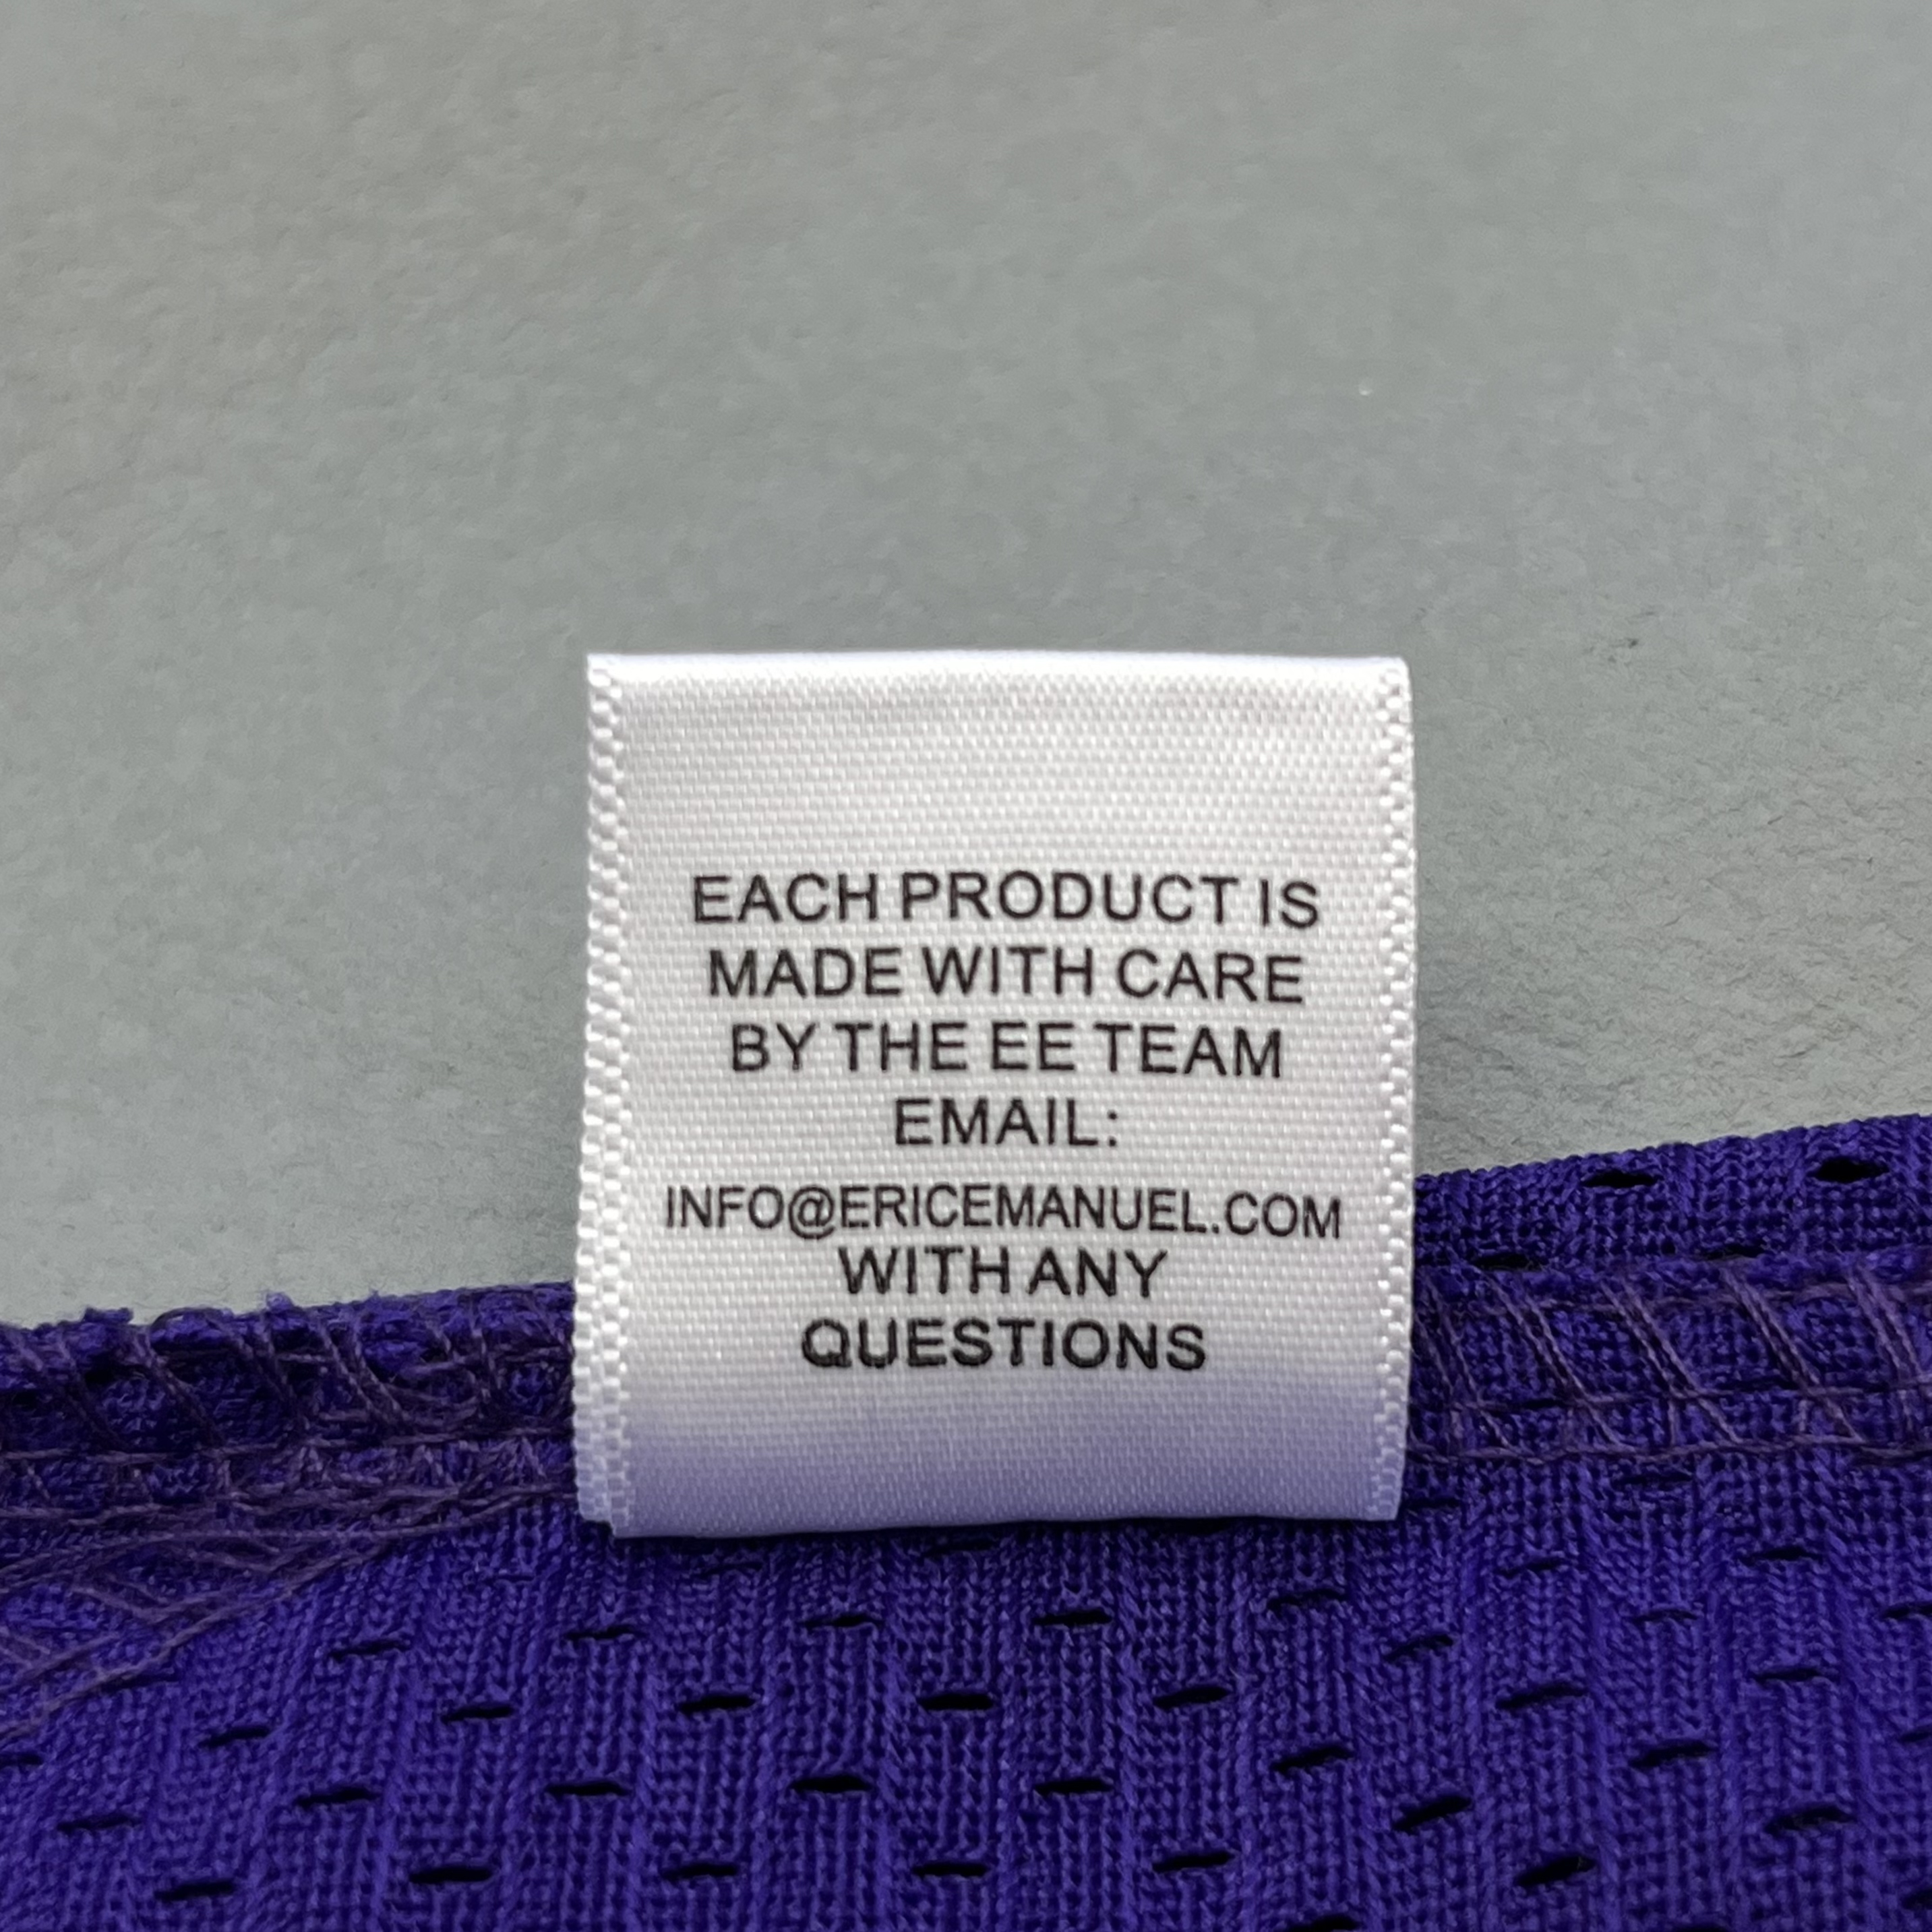 EACH PRODUCT IS
MADE WITH CARE
BY THE EE TEAM
EMAIL:
INFO@ERICEMANUEL.COM
WITH ANY
QUESTIONS